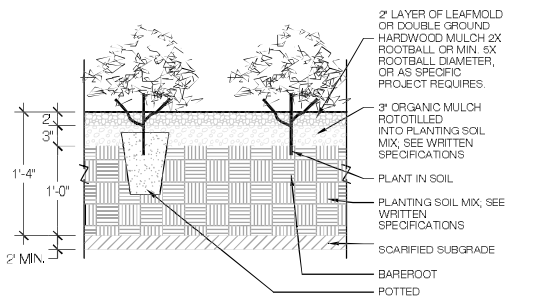 2" LAYER OF LEAFMOLD
OR DOUBLE GROUND
HARDWOOD MULCH 2X
ROOTBALL OR MIN. 5X
ROOTBALL DIAMETER,
OR AS SPECIFIC
PROJECT REQUIRES.
3" ORGANIC MULCH
ROTOTILLED
INTO PLANTING SOIL
MIX; SEE WRITTEN
SPECIFICATIONS
PLANT IN SOIL
PLANTING SOIL MIX; SEE
WRITTEN
SPECIFICATIONS
SCARIFIED SUBGRADE
BAREROOT
POTTED
2"
3"
1'-4"
1'-0"
2" MIN.